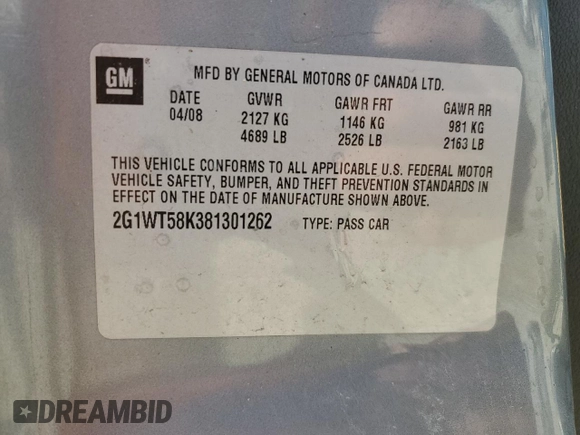 GM
MFD BY GENERAL MOTORS OF CANADA LTD.
DATE GVWR GAWR FRT GAWR RR
04/08 2127 KG 1146 KG 981 KG
4689 LB 2526 LB 2163 LB
THIS VEHICLE CONFORMS TO ALL APPLICABLE U.S. FEDERAL MOTOR
VEHICLE SAFETY, BUMPER, AND THEFT PREVENTION STANDARDS IN
EFFECT ON THE DATE OF MANUFACTURE SHOWN ABOVE.
2G1WT58K381301262 TYPE: PASS CAR
DREAMBID